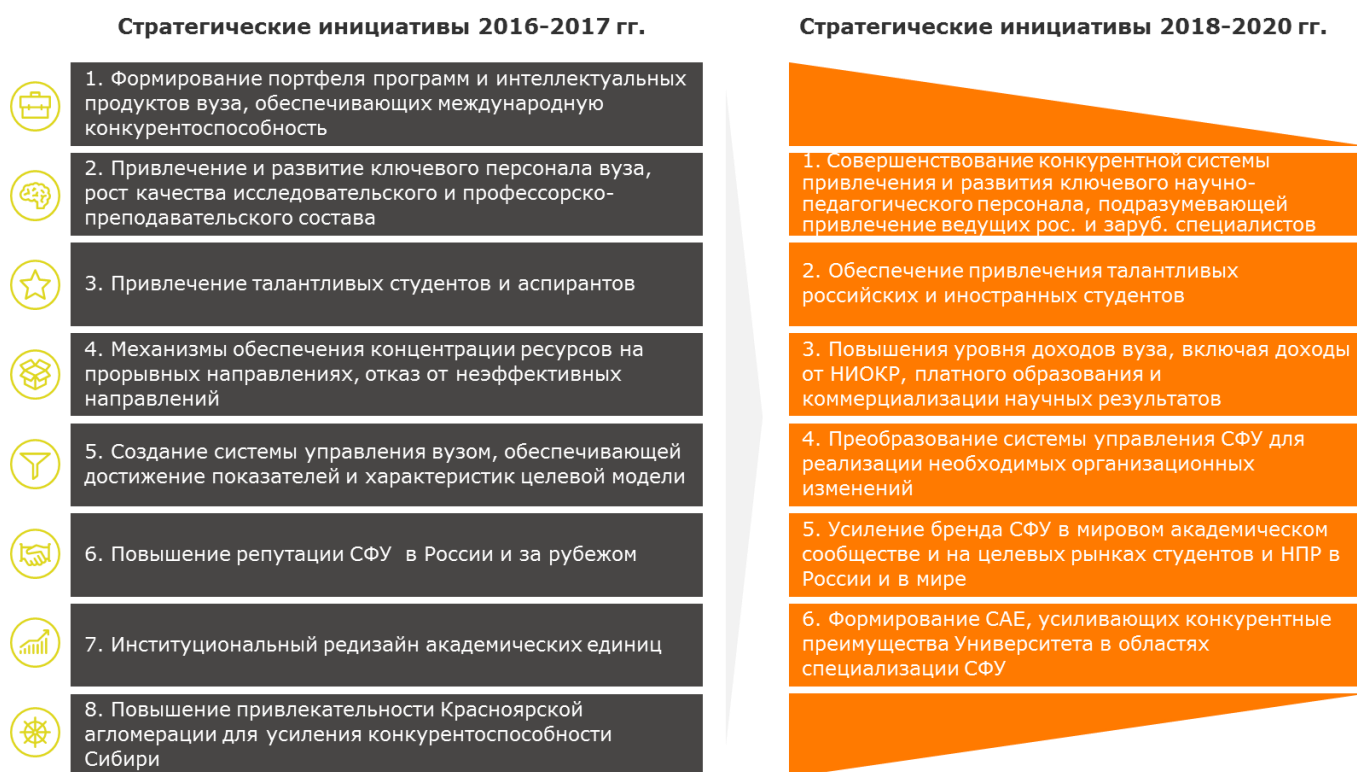 Стратегические инициативы 2016-2017 гг.
1. Формирование портфеля программ и интеллектуальных
продуктов вуза, обеспечивающих международную
конкурентоспособность
2. Привлечение и развитие ключевого персонала вуза,
рост качества исследовательского и профессорско-
преподавательского состава
3. Привлечение талантливых студентов и аспирантов
4. Механизмы обеспечения концентрации ресурсов на
прорывных направлениях, отказ от неэффективных
направлений
5. Создание системы управления вузом, обеспечивающей
достижение показателей и характеристик целевой модели
6. Повышение репутации СФУ в России и за рубежом
7. Институциональный редизайн академических единиц
8. Повышение привлекательности Красноярской
агломерации для усиления конкурентоспособности
Сибири
Стратегические инициативы 2018-2020 гг.
1. Совершенствование конкурентной системы
привлечения и развития ключевого научно-
педагогического персонала, подразумевающей
привлечение ведущих рос. и заруб. специалистов
2. Обеспечение привлечения талантливых
российских и иностранных студентов
3. Повышения уровня доходов вуза, включая доходы
от НИОКР, платного образования и
коммерциализации научных результатов
4. Преобразование системы управления СФУ для
реализации необходимых организационных
изменений
5. Усиление бренда СФУ в мировом академическом
сообществе и на целевых рынках студентов и НПР в
России и в мире
6. Формирование САЕ, усиливающих конкурентные
преимущества Университета в областях
специализации СФУ